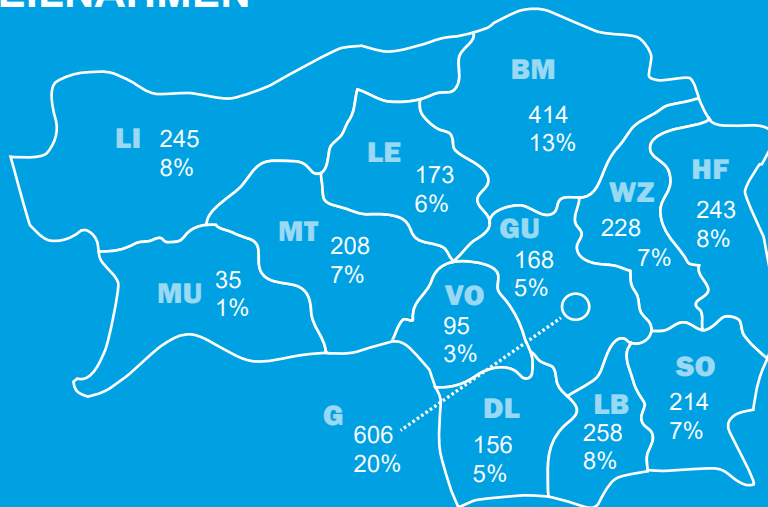 EILNAHMEN
BM
414
13%
LI 245
8%
LE
173
6%
HF
243
8%
WZ
228
7%
MT
208
7%
GU
168
5%
MU 35
1%
VO
95
3%
SO
214
7%
G
606
20%
DL
156
5%
LB
258
8%